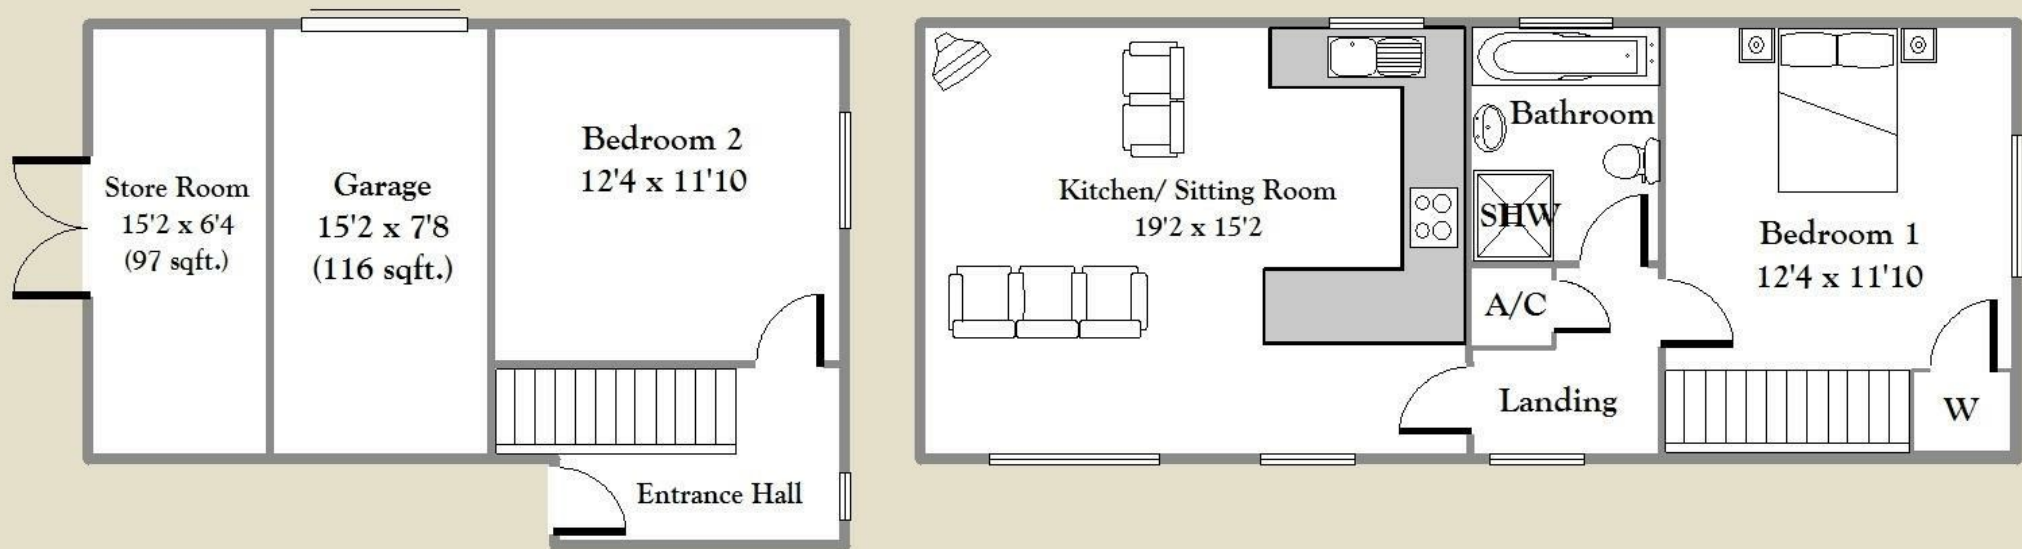 Store Room
15'2 x 6'4
(97 sqft.)
Garage
15'2 x 7'8
(116 sqft.)
Bedroom 2
12'4 x 11'10
Entrance Hall
Kitchen/ Sitting Room
19'2 x 15'2
Bathroom
SHW
A/C
Landing
Bedroom 1
12'4 x 11'10
W